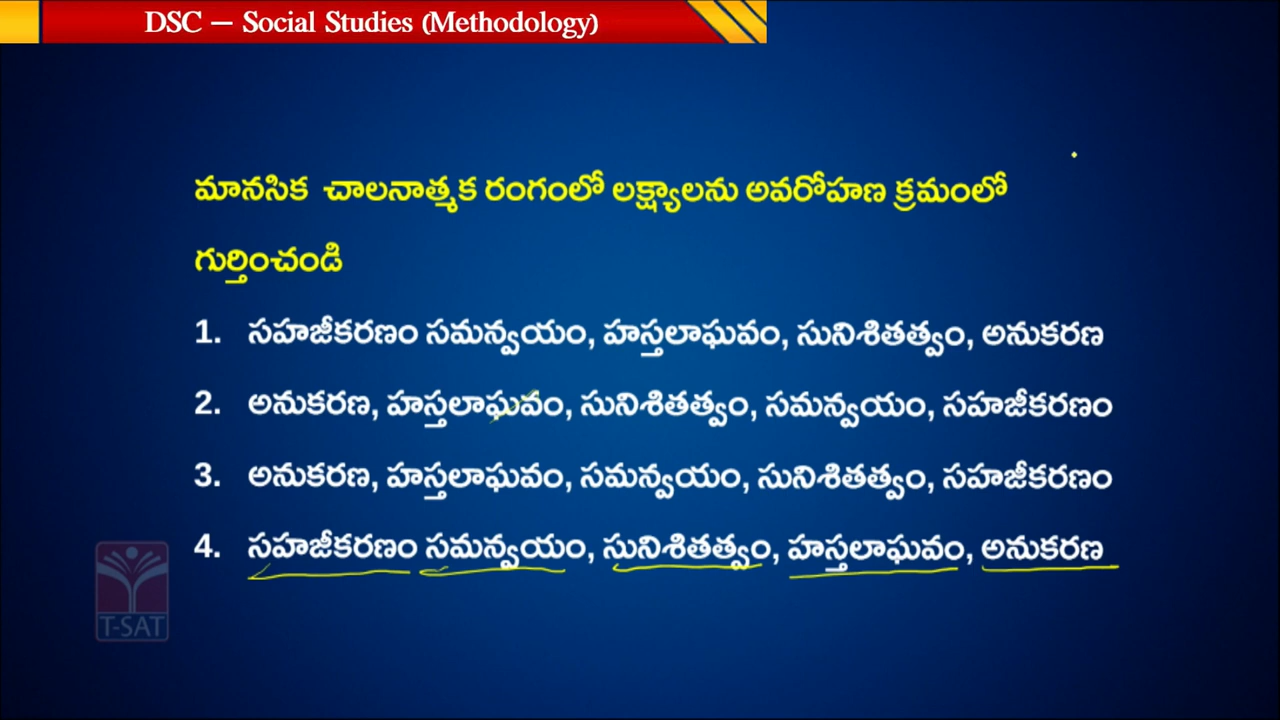 DSC – Social Studies (Methodology)
మానసిక చాలనాత్మక రంగంలో లక్ష్యాలను అవరోహణ క్రమంలో
గుర్తించండి
1. సహజీకరణం సమన్వయం, హస్తలాఘవం, సునిశితత్వం, అనుకరణ
2. అనుకరణ, హస్తలాఘవం, సునిశితత్వం, సమన్వయం, సహజీకరణం
3. అనుకరణ, హస్తలాఘవం, సమన్వయం, సునిశితత్వం, సహజీకరణం
4. సహజీకరణం సమన్వయం, సునిశితత్వం, హస్తలాఘవం, అనుకరణ
T-SAT